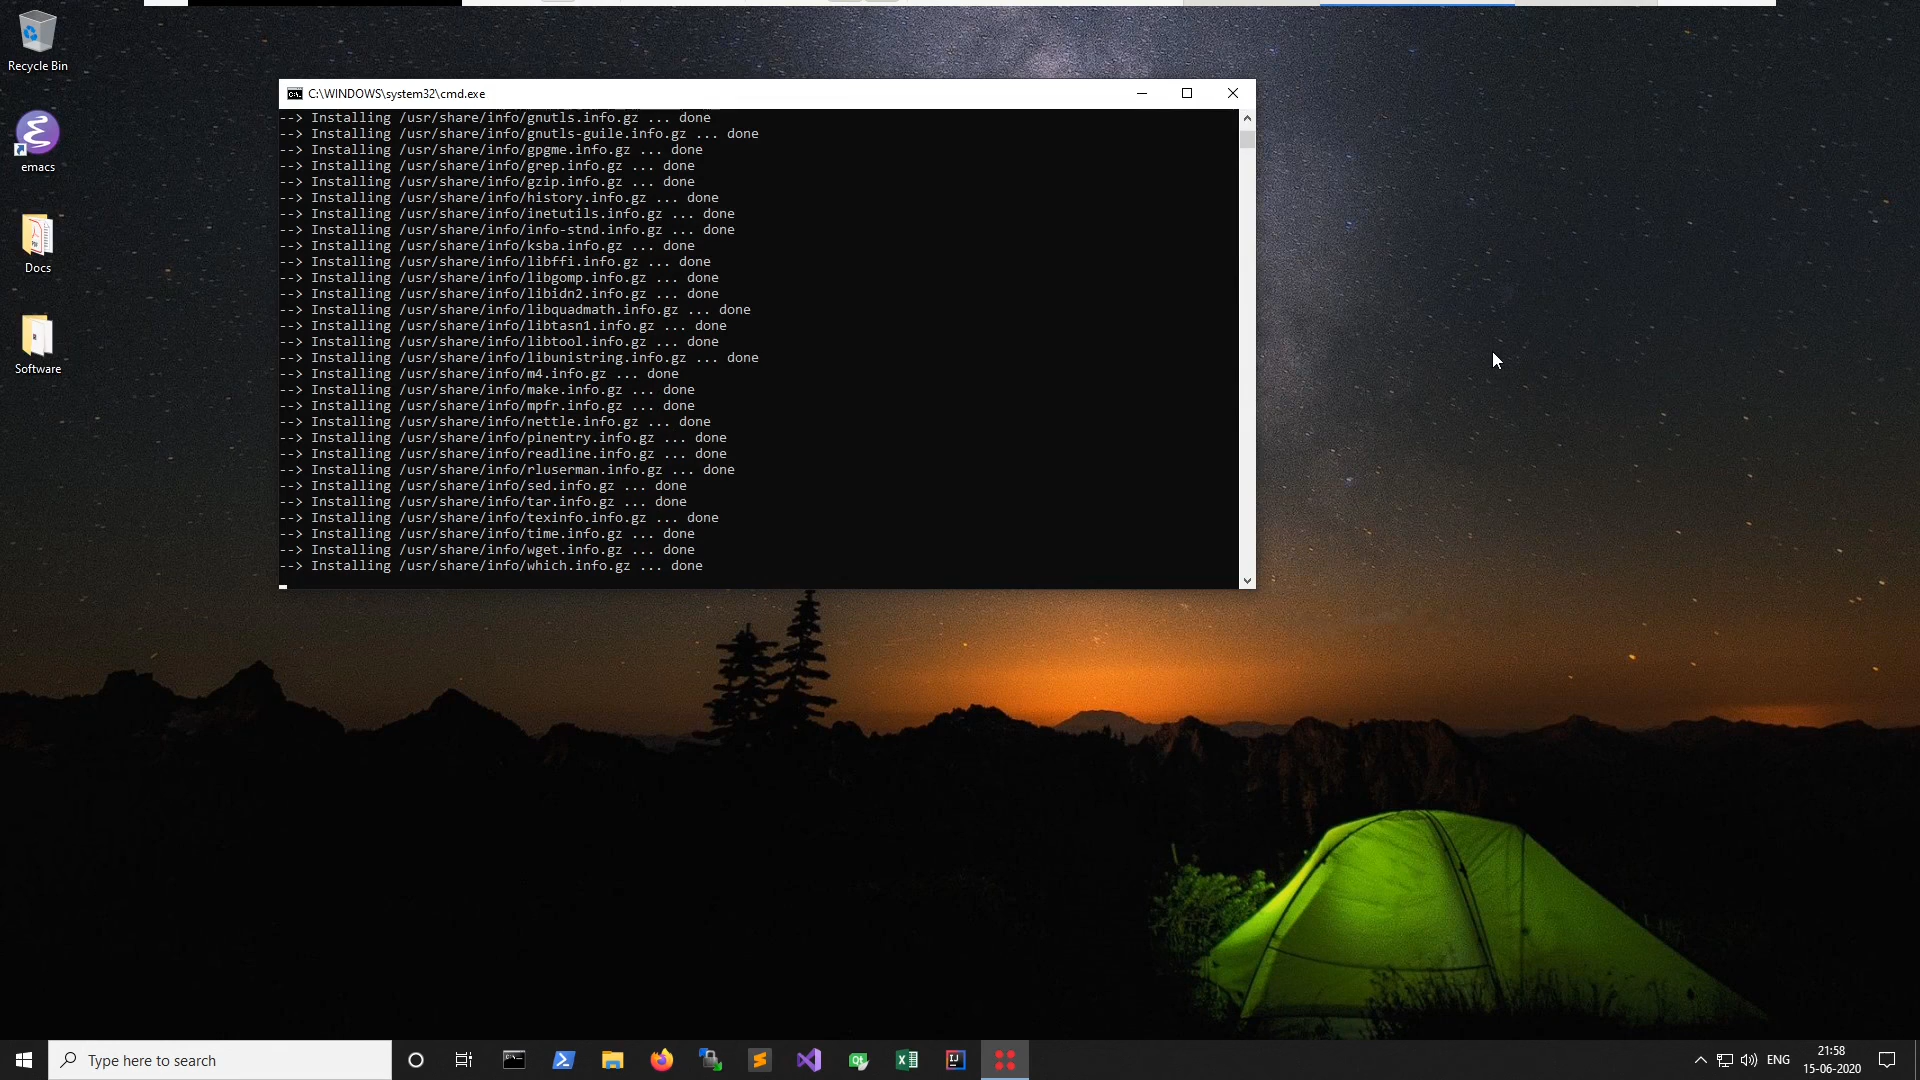 Recycle Bin
emacs
Docs
Software
C:\WINDOWS\system32\cmd.exe
--> Installing /usr/share/info/gnutls.info.gz ... done
--> Installing /usr/share/info/gnutls-guile.info.gz ... done
--> Installing /usr/share/info/gpgme.info.gz ... done
--> Installing /usr/share/info/grep.info.gz ... done
--> Installing /usr/share/info/gzip.info.gz ... done
--> Installing /usr/share/info/history.info.gz ... done
--> Installing /usr/share/info/inetutils.info.gz ... done
--> Installing /usr/share/info/info-stnd.info.gz ... done
--> Installing /usr/share/info/ksba.info.gz ... done
--> Installing /usr/share/info/libffi.info.gz ... done
--> Installing /usr/share/info/libgomp.info.gz ... done
--> Installing /usr/share/info/libidn2.info.gz ... done
--> Installing /usr/share/info/libquadmath.info.gz ... done
--> Installing /usr/share/info/libtasn1.info.gz ... done
--> Installing /usr/share/info/libtool.info.gz ... done
--> Installing /usr/share/info/libunistring.info.gz ... done
--> Installing /usr/share/info/m4.info.gz ... done
--> Installing /usr/share/info/make.info.gz ... done
--> Installing /usr/share/info/mpfr.info.gz ... done
--> Installing /usr/share/info/nettle.info.gz ... done
--> Installing /usr/share/info/pinentry.info.gz ... done
--> Installing /usr/share/info/readline.info.gz ... done
--> Installing /usr/share/info/rluserman.info.gz ... done
--> Installing /usr/share/info/sed.info.gz ... done
--> Installing /usr/share/info/tar.info.gz ... done
--> Installing /usr/share/info/texinfo.info.gz ... done
--> Installing /usr/share/info/time.info.gz ... done
--> Installing /usr/share/info/wget.info.gz ... done
--> Installing /usr/share/info/which.info.gz ... done
Type here to search
ENG
21:58
15-06-2020